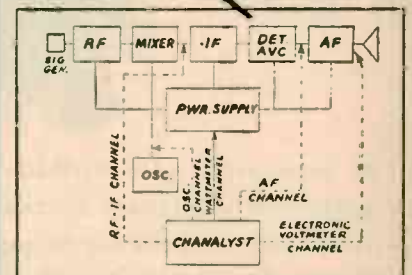 RF
MIXER
·IF
DET.
AVC
AF
SIG
GEN.
PWR. SUPPLY
OSC.
RF-IF CHANNEL
OSC.
CHANNEL
WATTMETER
CHANNEL
AF
CHANNEL
CHANALYST
ELECTRONIC
VOLTMETER
CHANNEL